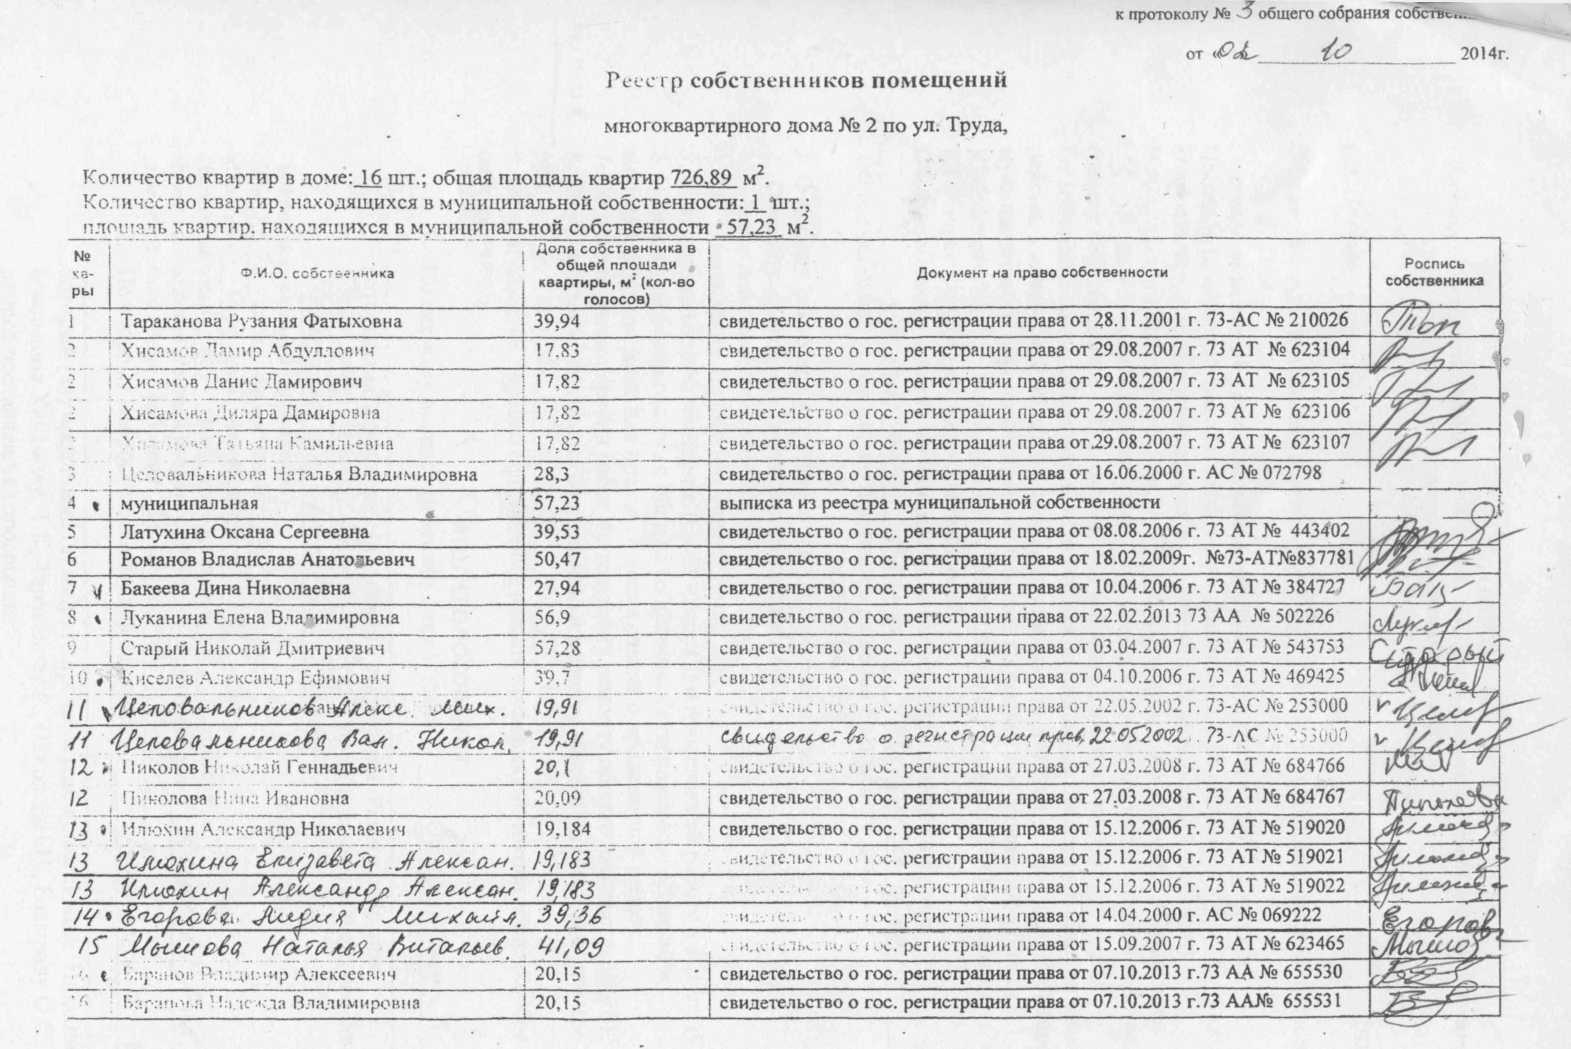 к протоколу № 3 общего собрания
от «02 10 2014г.
Реестр собственников помещений
многоквартирного дома № 2 по ул. Труда,
Количество квартир в доме: 16 шт.; общая площадь квартир 726,89 м2.
Количество квартир, находящихся в муниципальной собственности: 1 шт.;
площадь квартир, находящихся в муниципальной собственности 57,23 м2.
№ ка-ры Ф.И.О. собственника Доля собственника в общей площади квартиры, м2 (кол-во голосов) Документ на право собственности Роспись собственника
1 Тараканова Рузания Фатыховна 39,94 свидетельство о гос. регистрации права от 28.11.2001 г. 73-АС № 210026
2 Хисамов Дамир Абдуллович 17,83 свидетельство о гос. регистрации права от 29.08.2007 г. 73 АТ № 623104
2 Хисамов Данис Дамирович 17,82 свидетельство о гос. регистрации права от 29.08.2007 г. 73 АТ № 623105
2 Хисамова Диляра Дамировна 17,82 свидетельство о гос. регистрации права от 29.08.2007 г. 73 АТ № 623106
2 Хисамова Татьяна Камильевна 17,82 свидетельство о гос. регистрации права от 29.08.2007 г. 73 АТ № 623107
3 Целовальникова Наталья Владимировна 28,3 свидетельство о гос. регистрации права от 16.06.2000 г. АС № 072798
4 муниципальная 57,23 выписка из реестра муниципальной собственности
5 Латухина Оксана Сергеевна 39,53 свидетельство о гос. регистрации права от 08.08.2006 г. 73 АТ № 443402
6 Романов Владислав Анатольевич 50,47 свидетельство о гос. регистрации права от 18.02.2009г. №73-АТ№837781
7 Бакеева Дина Николаевна 27,94 свидетельство о гос. регистрации права от 10.04.2006 г. 73 АТ № 384727
8 Луканина Елена Владимировна 56,9 свидетельство о гос. регистрации права от 22.02.2013 73 АА № 502226
9 Старый Николай Дмитриевич 57,28 свидетельство о гос. регистрации права от 03.04.2007 г. 73 АТ № 543753 Старый
10 Киселев Александр Ефимович 39,7 свидетельство о гос. регистрации права от 04.10.2006 г. 73 АТ № 469425
11 Целовальников Алекс. Мих. 19,91 свидетельство о гос. регистрации права от 22.05.2002 г. 73-АС № 253000
11 Целовальникова Вал. Никол. 19,91 свидетельство о регистрации прав 22.05.2002 73-АС № 253000
12 Пиколов Николай Геннадьевич 20,1 свидетельство о гос. регистрации права от 27.03.2008 г. 73 АТ № 684766
12 Пиколова Нина Ивановна 20,09 свидетельство о гос. регистрации права от 27.03.2008 г. 73 АТ № 684767
13 Илюхин Александр Николаевич 19,184 свидетельство о гос. регистрации права от 15.12.2006 г. 73 АТ № 519020
13 Илюхина Елизавета Алексан. 19,183 свидетельство о гос. регистрации права от 15.12.2006 г. 73 АТ № 519021
13 Илюхин Александр Алексан. 19,183 свидетельство о гос. регистрации права от 15.12.2006 г. 73 АТ № 519022
14 Егорова Лидия Михайл. 39,36 свидетельство о гос. регистрации права от 14.04.2000 г. АС № 069222 Егорова
15 Мышова Наталья Витальев. 41,09 свидетельство о гос. регистрации права от 15.09.2007 г. 73 АТ № 623465
16 Баранов Владимир Алексеевич 20,15 свидетельство о гос. регистрации права от 07.10.2013 г.73 АА № 655530
16 Баранова Надежда Владимировна 20,15 свидетельство о гос. регистрации права от 07.10.2013 г.73 АА№ 655531